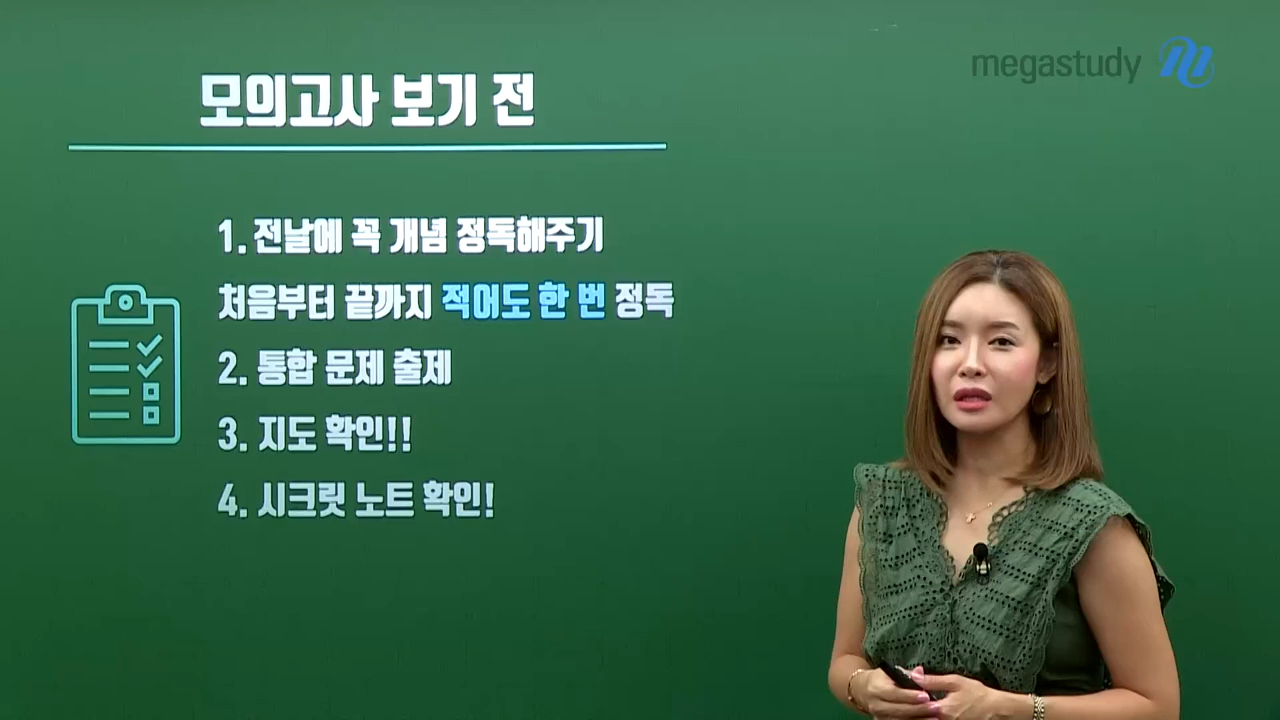 megastudy
모의고사 보기 전
1. 전날에 꼭 개념 정독해주기
처음부터 끝까지 적어도 한 번 정독
2. 통합 문제 출제
3. 지도 확인!!
4. 시크릿 노트 확인!